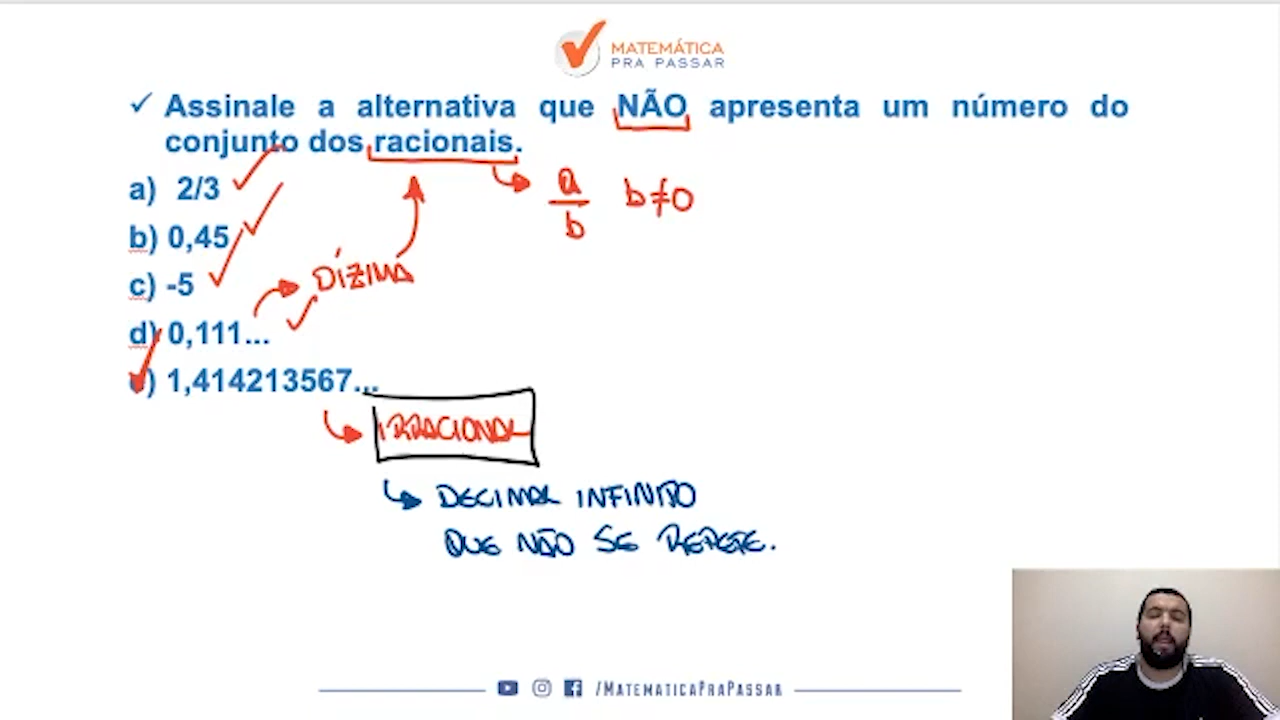 MATEMÁTICA
PRA PASSAR
✓ Assinale a alternativa que NÃO apresenta um número do
conjunto dos racionais.
a) 2/3
a
b
b≠0
b) 0,45
c) -5
DÍZIMA
d) 0,111...
e) 1,414213567...
IRRACIONAL
DECIMAL INFINITO
QUE NÃO SE REPETE.
/MATEMATICAPRAPASSAR